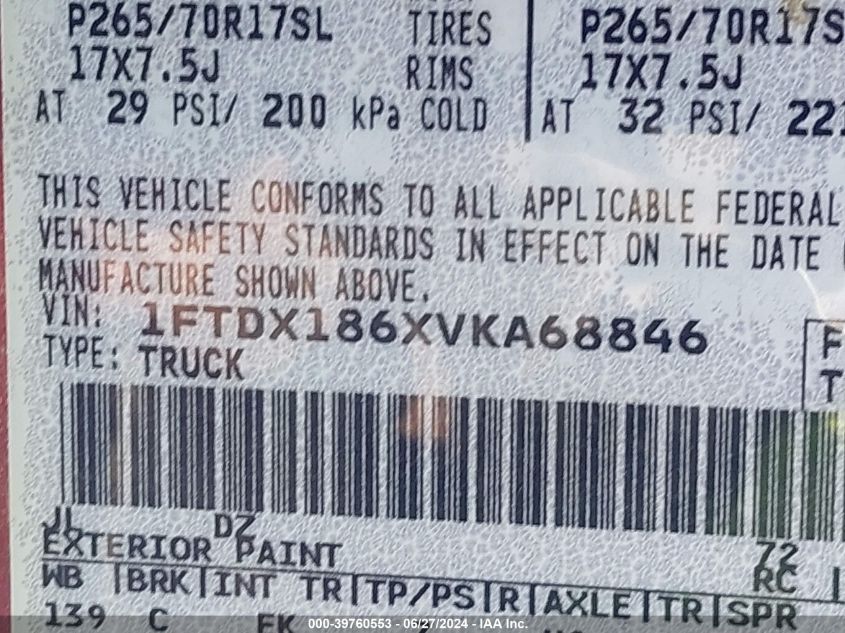 P265/70R17SL TIRES P265/70R17S
17X7.5J RIMS 17X7.5J
AT 29 PSI/ 200 kPa COLD AT 32 PSI/ 221
THIS VEHICLE CONFORMS TO ALL APPLICABLE FEDERAL
VEHICLE SAFETY STANDARDS IN EFFECT ON THE DATE
MANUFACTURE SHOWN ABOVE.
VIN: 1FTDX186XVKA68846
F
TYPE: TRUCK
T
JL DZ
EXTERIOR PAINT 72
WB |BRK|INT TR|TP/PS|R|AXLE|TR|SPR RC |
139 C FK
000-39760553 - 06/27/2024 - IAA Inc.